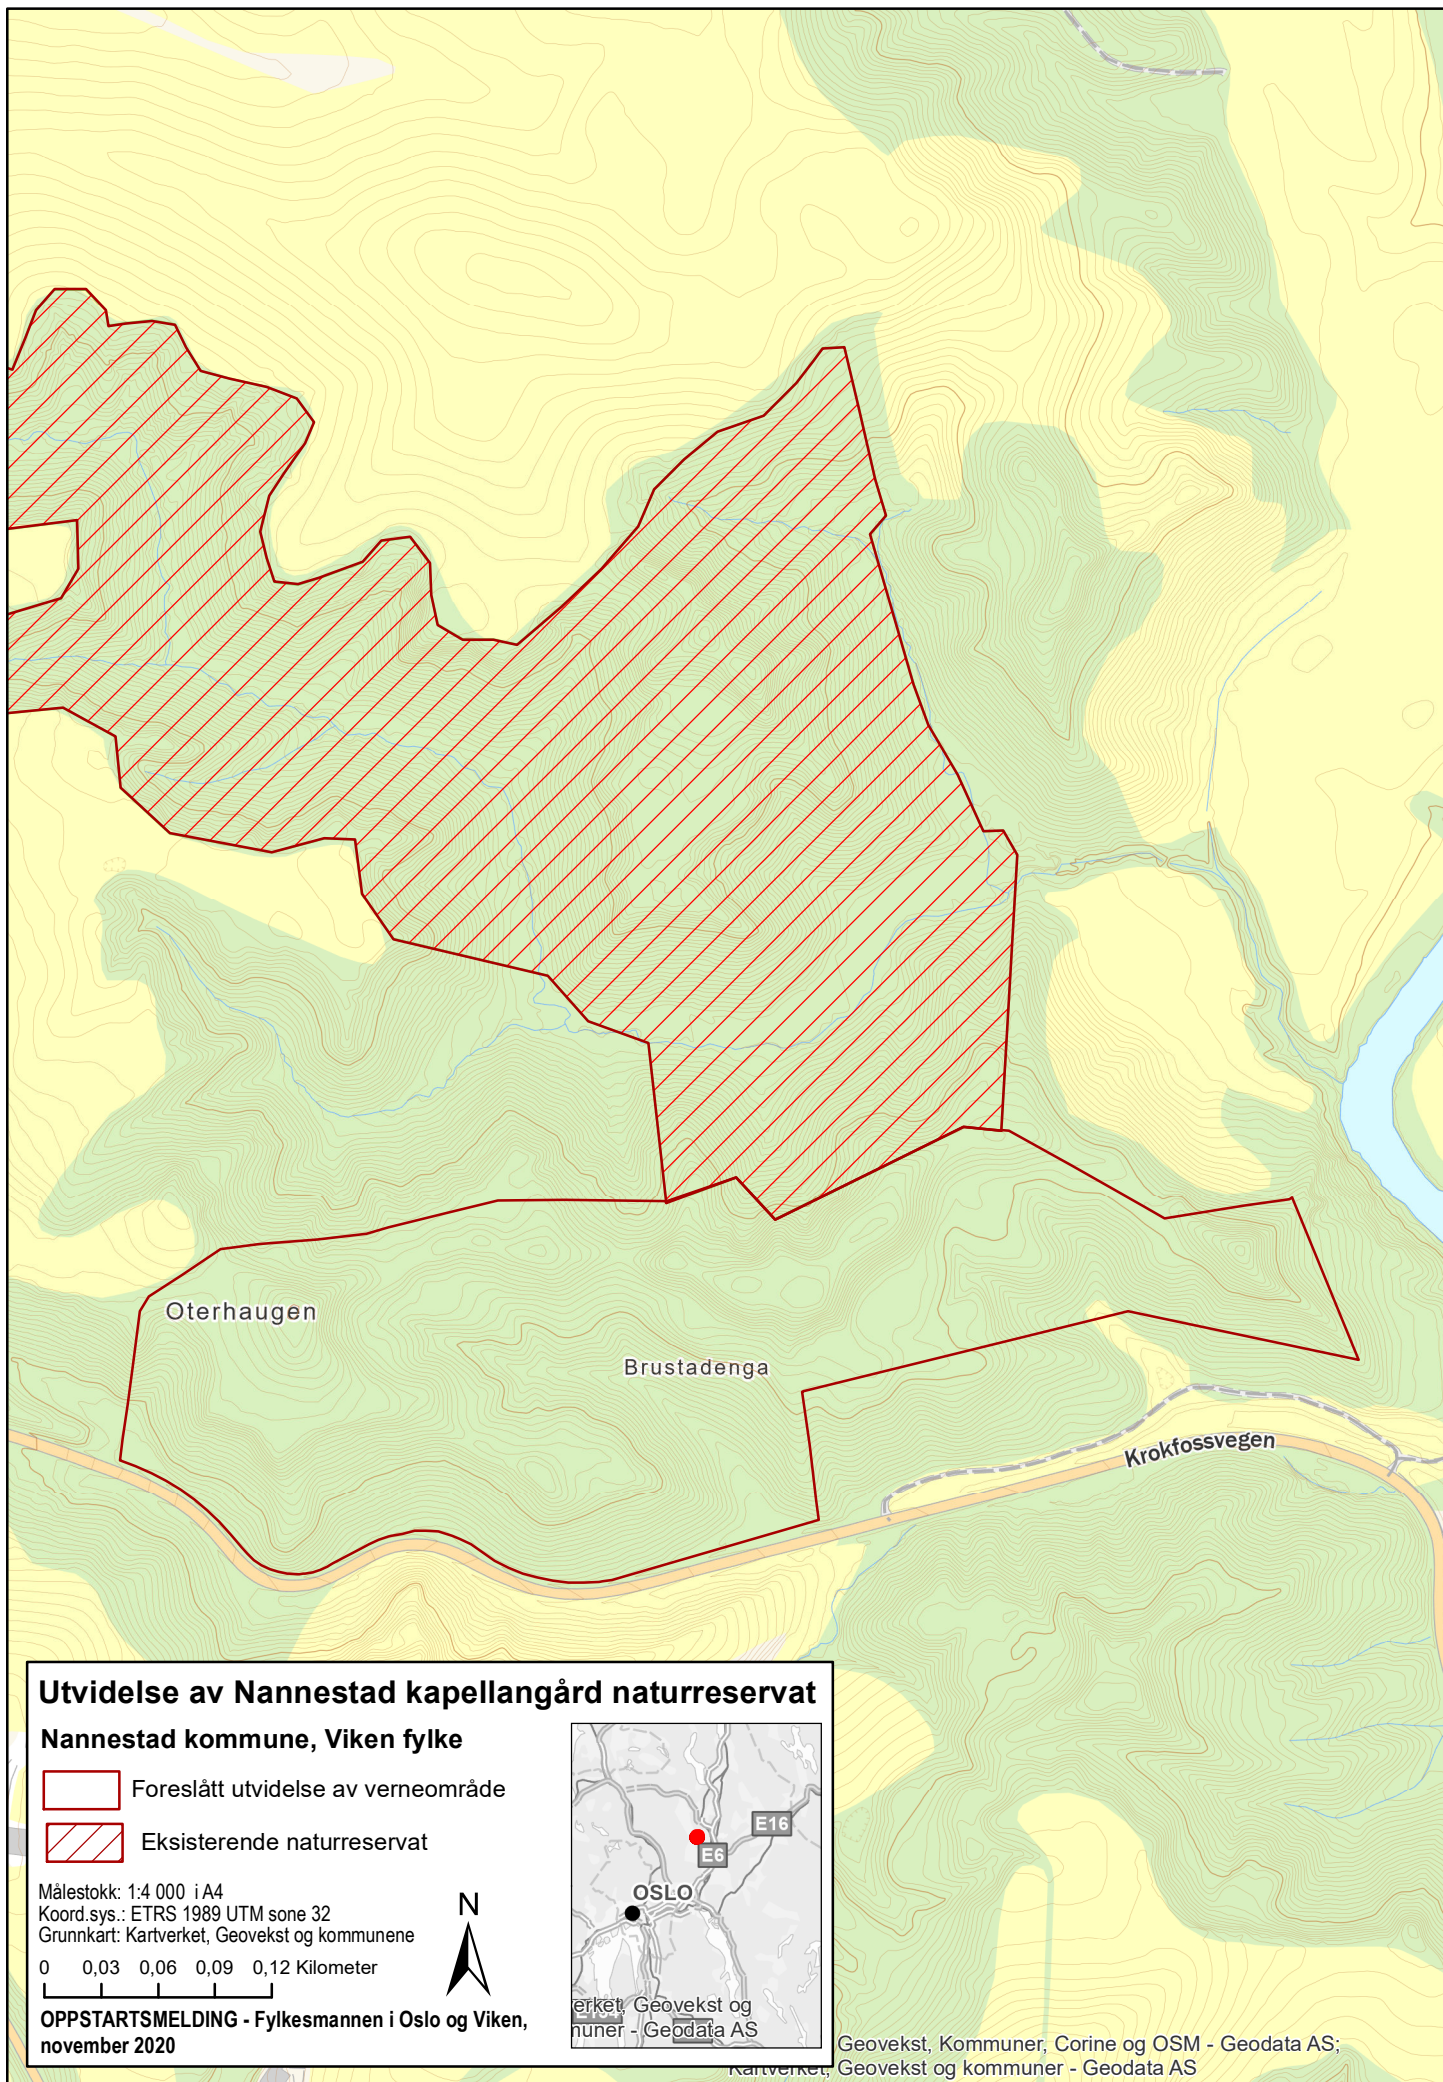 Oterhaugen
Brustadenga
Krokfossvegen
Utvidelse av Nannestad kapellangård naturreservat
Nannestad kommune, Viken fylke
Foreslått utvidelse av verneområde
Eksisterende naturreservat
Målestokk: 1:4 000 i A4
Koord.sys.: ETRS 1989 UTM sone 32
Grunnkart: Kartverket, Geovekst og kommunene
N
0 0,03 0,06 0,09 0,12 Kilometer
OPPSTARTSMELDING - Fylkesmannen i Oslo og Viken,
november 2020
E16
E6
OSLO
Geovekst og
- Geodata AS
Geovekst, Kommuner, Corine og OSM - Geodata AS;
Kartverket, Geovekst og kommuner - Geodata AS